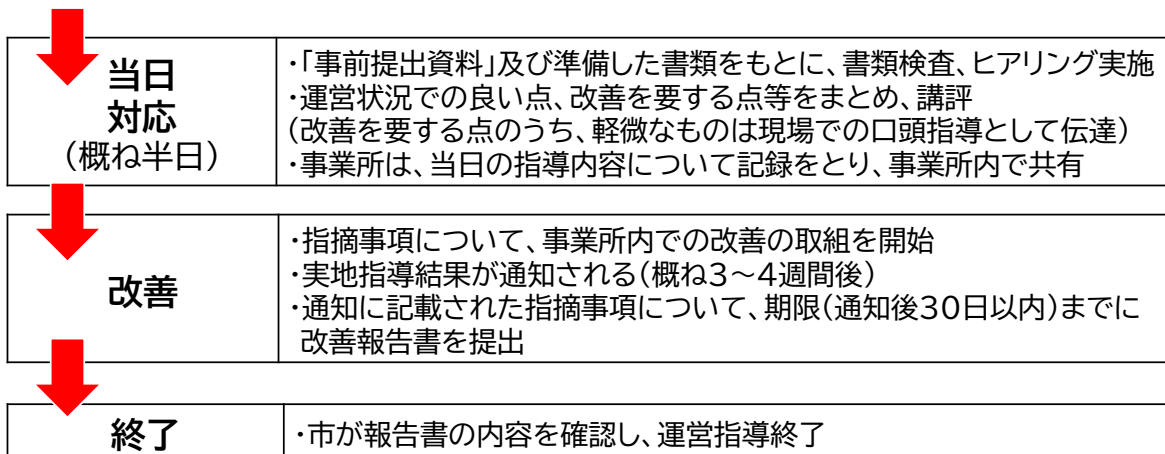 当日
対応
(概ね半日)
・「事前提出資料」及び準備した書類をもとに、書類検査、ヒアリング実施
・運営状況での良い点、改善を要する点等をまとめ、講評
(改善を要する点のうち、軽微なものは現場での口頭指導として伝達)
・事業所は、当日の指導内容について記録をとり、事業所内で共有
改善
・指摘事項について、事業所内での改善の取組を開始
・実地指導結果が通知される(概ね3～4週間後)
・通知に記載された指摘事項について、期限(通知後30日以内)までに
改善報告書を提出
終了
・市が報告書の内容を確認し、運営指導終了